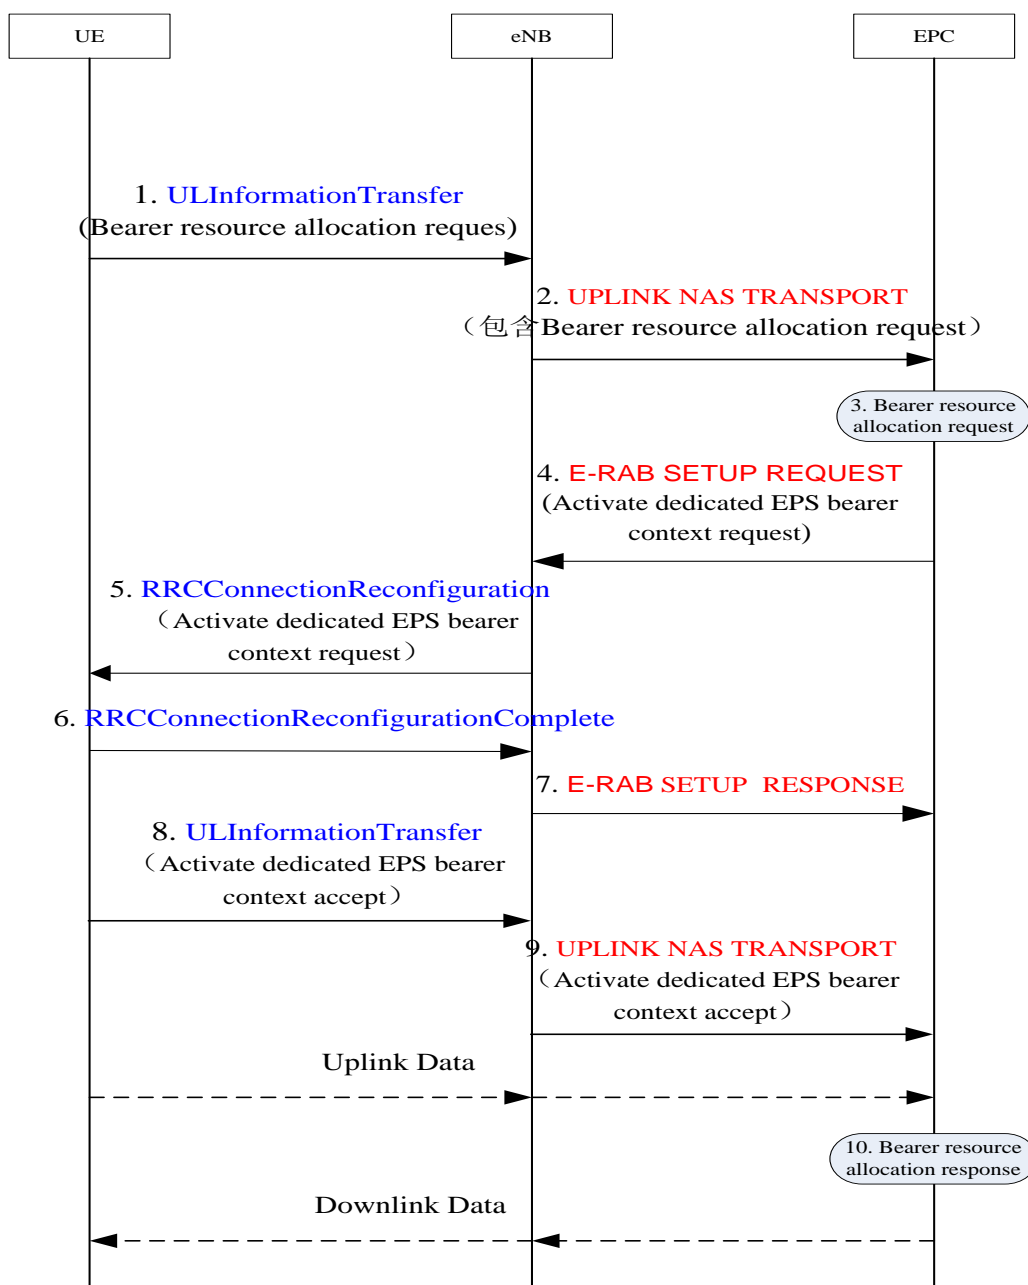 UE
eNB
EPC
1. ULInformationTransfer
(Bearer resource allocation reques)
2. UPLINK NAS TRANSPORT
（包含Bearer resource allocation request）
3. Bearer resource
allocation request
4. E-RAB SETUP REQUEST
(Activate dedicated EPS bearer
context request)
5. RRCConnectionReconfiguration
（Activate dedicated EPS bearer
context request）
6. RRCConnectionReconfigurationComplete
7. E-RAB SETUP RESPONSE
8. ULInformationTransfer
（Activate dedicated EPS bearer
context accept）
9. UPLINK NAS TRANSPORT
（Activate dedicated EPS bearer
context accept）
Uplink Data
10. Bearer resource
allocation response
Downlink Data